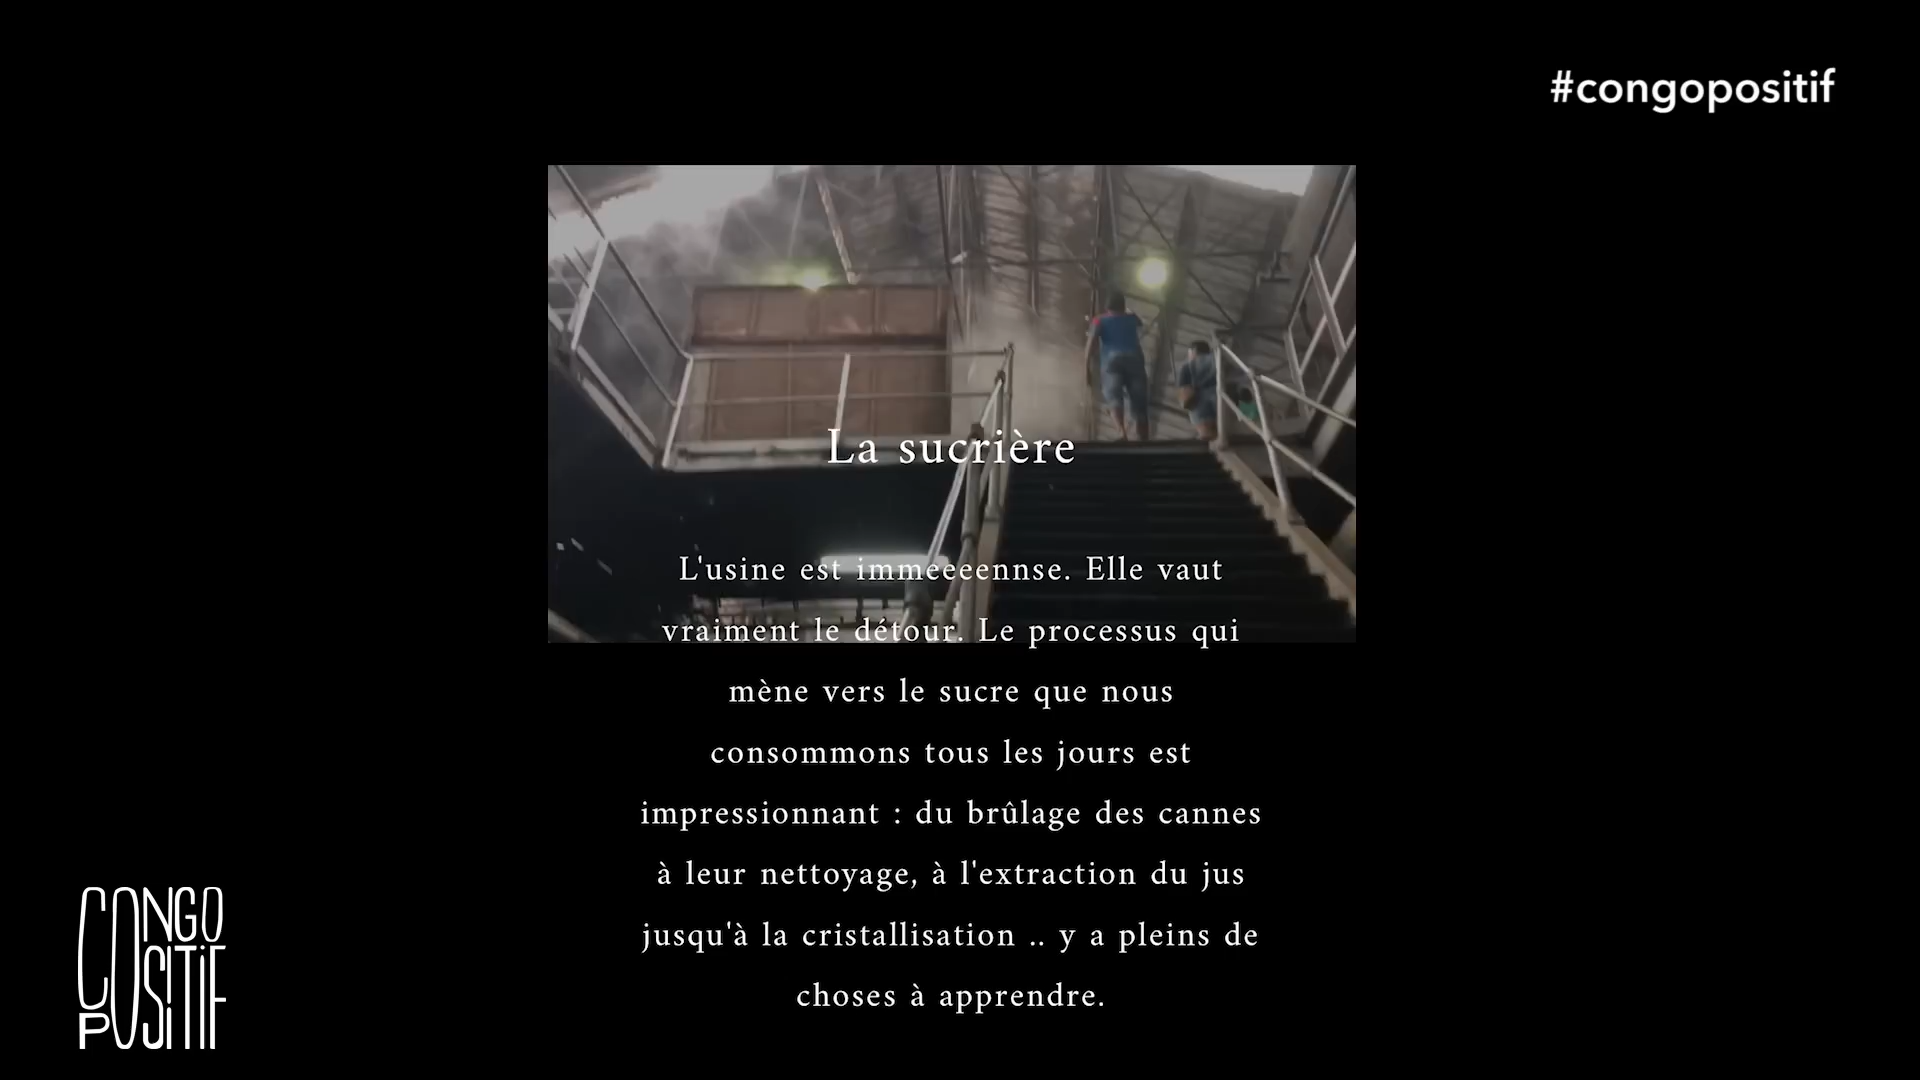 #congopositif
La sucrière
L'usine est immeeeennse. Elle vaut
vraiment le détour. Le processus qui
mène vers le sucre que nous
consommons tous les jours est
impressionnant : du brûlage des cannes
à leur nettoyage, à l'extraction du jus
jusqu'à la cristallisation .. y a pleins de
choses à apprendre.
CONGO
POSITIF